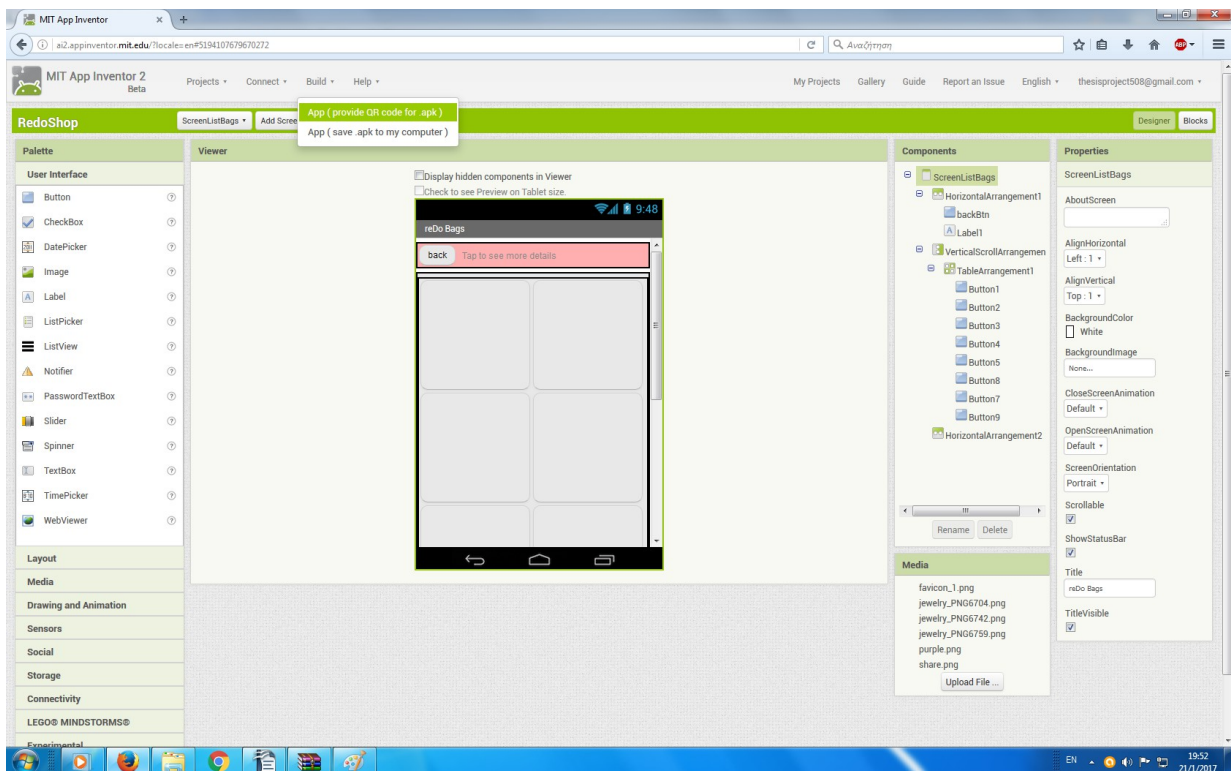 MIT App Inventor
ai2.appinventor.mit.edu/?locale=en#5194107679670272
Αναζήτηση
ABP
MIT App Inventor 2
Beta
Projects Connect Build Help
My Projects Gallery Guide Report an Issue English thesisproject508@gmail.com
App ( provide QR code for .apk )
App ( save .apk to my computer )
RedoShop
ScreenListBags Add Scree
Designer Blocks
Palette
User Interface
Button
CheckBox
DatePicker
Image
Label
ListPicker
ListView
Notifier
PasswordTextBox
Slider
Spinner
TextBox
TimePicker
WebViewer
Layout
Media
Drawing and Animation
Sensors
Social
Storage
Connectivity
LEGO® MINDSTORMS®
Experimental
Viewer
Display hidden components in Viewer
Check to see Preview on Tablet size.
9:48
reDo Bags
back Tap to see more details
Components
ScreenListBags
HorizontalArrangement1
backBtn
Label1
VerticalScrollArrangemen
TableArrangement1
Button1
Button2
Button3
Button4
Button5
Button8
Button7
Button9
HorizontalArrangement2
Rename Delete
Media
favicon_1.png
jewelry_PNG6704.png
jewelry_PNG6742.png
jewelry_PNG6759.png
purple.png
share.png
Upload File ...
Properties
ScreenListBags
AboutScreen
AlignHorizontal
Left : 1
AlignVertical
Top : 1
BackgroundColor
White
BackgroundImage
None...
CloseScreenAnimation
Default
OpenScreenAnimation
Default
ScreenOrientation
Portrait
Scrollable
ShowStatusBar
Title
reDo Bags
TitleVisible
EN
19:52
21/1/2017